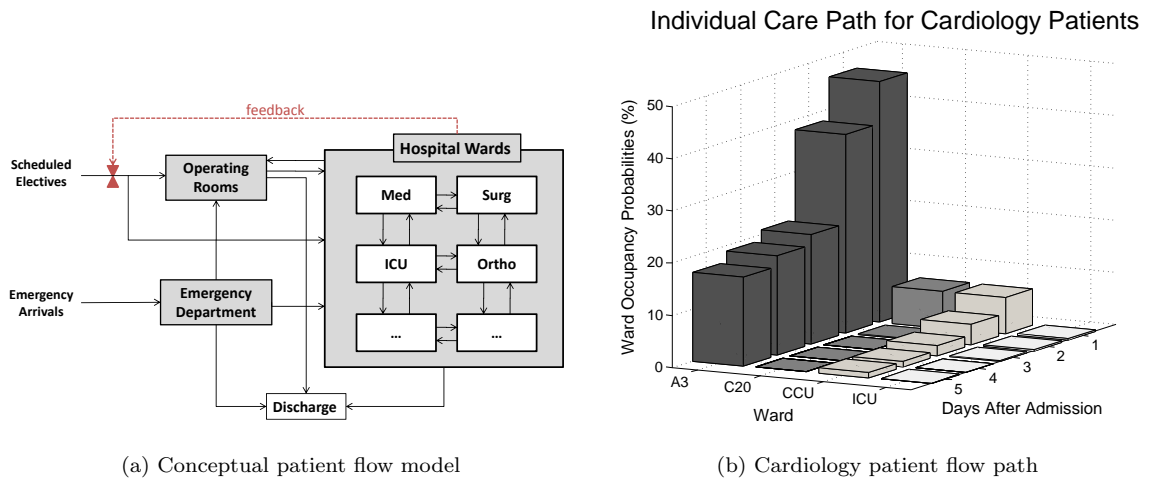 feedback
Hospital Wards
Scheduled
Electives
Operating
Rooms
Med
Surg
ICU
Ortho
Emergency
Arrivals
Emergency
Department
...
...
Discharge
(a) Conceptual patient flow model
Individual Care Path for Cardiology Patients
Ward Occupancy Probabilities (%)
50
40
30
20
10
0
A3
C20
CCU
ICU
Ward
5
4
3
2
1
Days After Admission
(b) Cardiology patient flow path